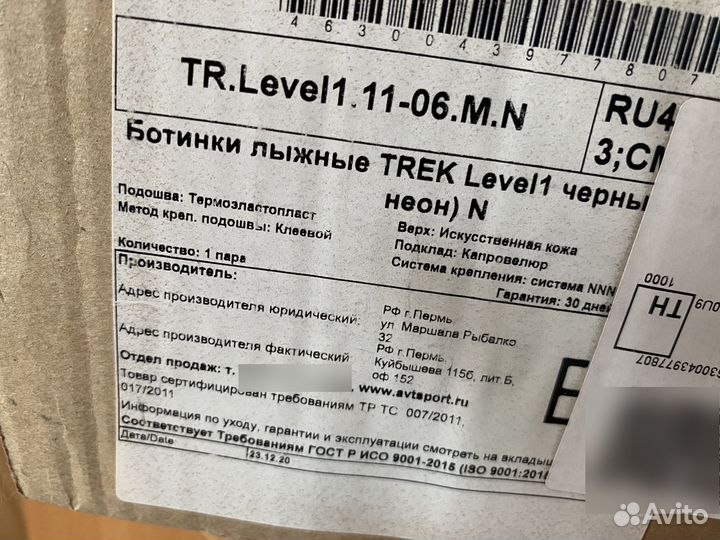 4630043977807
TR.Level1.11-06.M.N
RU4
3;CM
Ботинки лыжные TREK Level1 черны
неон) N
Подошва: Термоэластопласт
Метод креп. подошвы: Клеевой
Верх: Искусственная кожа
Подклад: Капровелюр
Система крепления: система NNN
Количество: 1 пара
Гарантия: 30 дней
Производитель:
Адрес производителя юридический:
РФ г.Пермь,
ул Маршала Рыбалко
32
Адрес производителя фактический
РФ г.Пермь,
Куйбышева 115б, лит.Б,
оф 152
Отдел продаж: т.
, www.avtsport.ru
Товар сертифицирован требованиям ТР ТС 007/2011,
017/2011
Информация по уходу, гарантии и эксплуатации смотреть на вкладыш
Соответствует Требованиям ГОСТ Р ИСО 9001-2015 (ISO 9001:2015
Дата/Date
23.12.20
1000
ТН
Avito